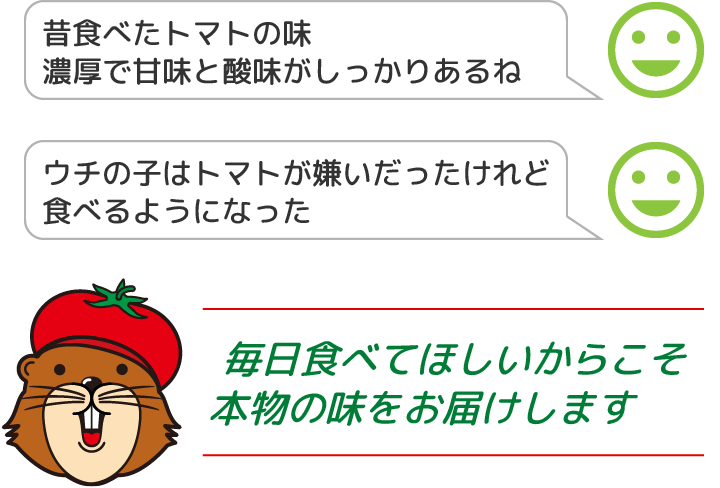 昔食べたトマトの味
濃厚で甘味と酸味がしっかりあるね
ウチの子はトマトが嫌いだったけれど
食べるようになった
毎日食べてほしいからこそ
本物の味をお届けします